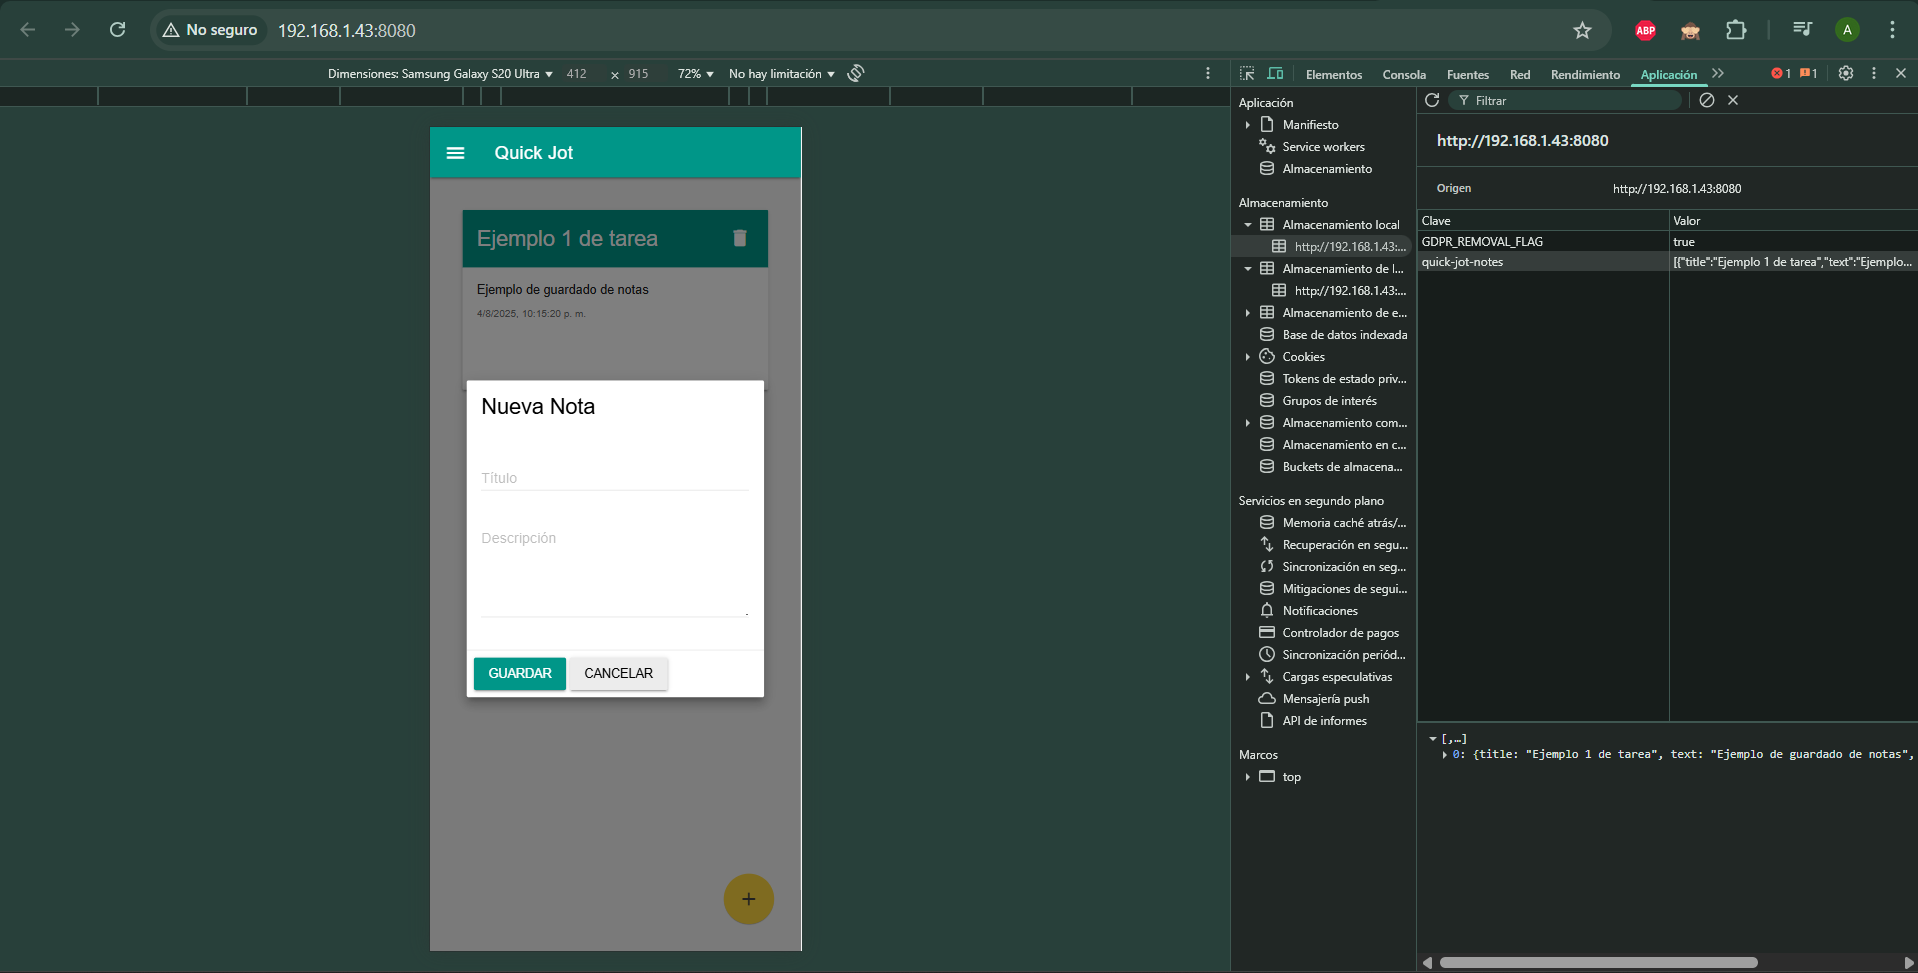 No seguro 192.168.1.43:8080 ABP A
Dimensiones: Samsung Galaxy S20 Ultra 412 x 915 72% No hay limitación
Quick Jot
Ejemplo 1 de tarea
Ejemplo de guardado de notas
4/8/2025, 10:15:20 p. m.
Nueva Nota
Título
Descripción
GUARDAR CANCELAR
+
Elementos Consola Fuentes Red Rendimiento Aplicación 1 1
Aplicación
Manifiesto
Service workers
Almacenamiento
Almacenamiento
Almacenamiento local
http://192.168.1.43:...
Almacenamiento de l...
http://192.168.1.43:...
Almacenamiento de e...
Base de datos indexada
Cookies
Tokens de estado priv...
Grupos de interés
Almacenamiento com...
Almacenamiento en c...
Buckets de almacena...
Servicios en segundo plano
Memoria caché atrás/...
Recuperación en segu...
Sincronización en seg...
Mitigaciones de segui...
Notificaciones
Controlador de pagos
Sincronización periód...
Cargas especulativas
Mensajería push
API de informes
Marcos
top
Filtrar
http://192.168.1.43:8080
Origen http://192.168.1.43:8080
Clave Valor
GDPR_REMOVAL_FLAG true
quick-jot-notes [{"title":"Ejemplo 1 de tarea","text":"Ejemplo...
[,…]
0: {title: "Ejemplo 1 de tarea", text: "Ejemplo de guardado de notas",